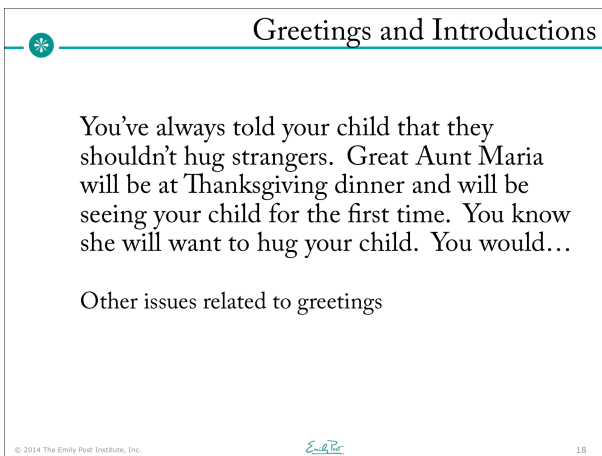 Greetings and Introductions
You’ve always told your child that they
shouldn’t hug strangers.  Great Aunt Maria
will be at Thanksgiving dinner and will be
seeing your child for the first time.  You know
she will want to hug your child.  You would…
Other issues related to greetings
© 2014 The Emily Post Institute, Inc.
Emily Post
18